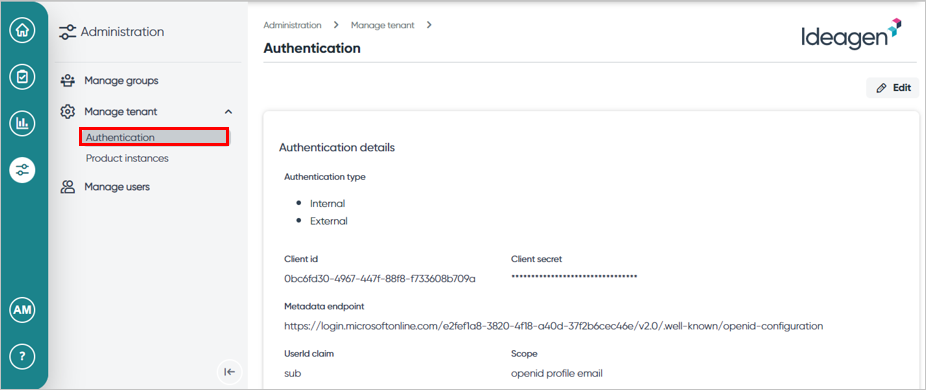 Administration
Manage groups
Manage tenant
Authentication
Product instances
Manage users
AM
?
Administration > Manage tenant >
Authentication
Ideagen
Edit
Authentication details
Authentication type
• Internal
• External
Client id Client secret
0bc6fd30-4967-447f-88f8-f733608b709a ********************************
Metadata endpoint
https://login.microsoftonline.com/e2fef1a8-3820-4f18-a40d-37f2b6cec46e/v2.0/.well-known/openid-configuration
UserId claim Scope
sub openid profile email